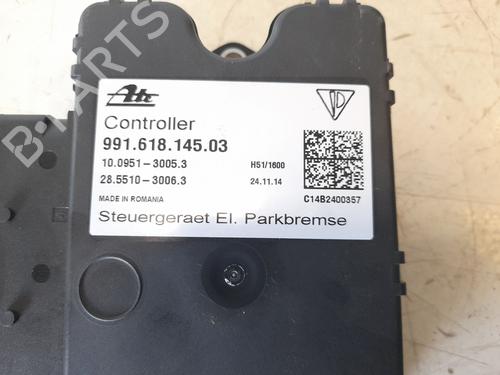 Ate
Controller
991.618.145.03
10.0951-3005.3 H51/1600
28.5510-3006.3 24.11.14
MADE IN ROMANIA C14B2400357
Steuergeraet El. Parkbremse
B-PARTS